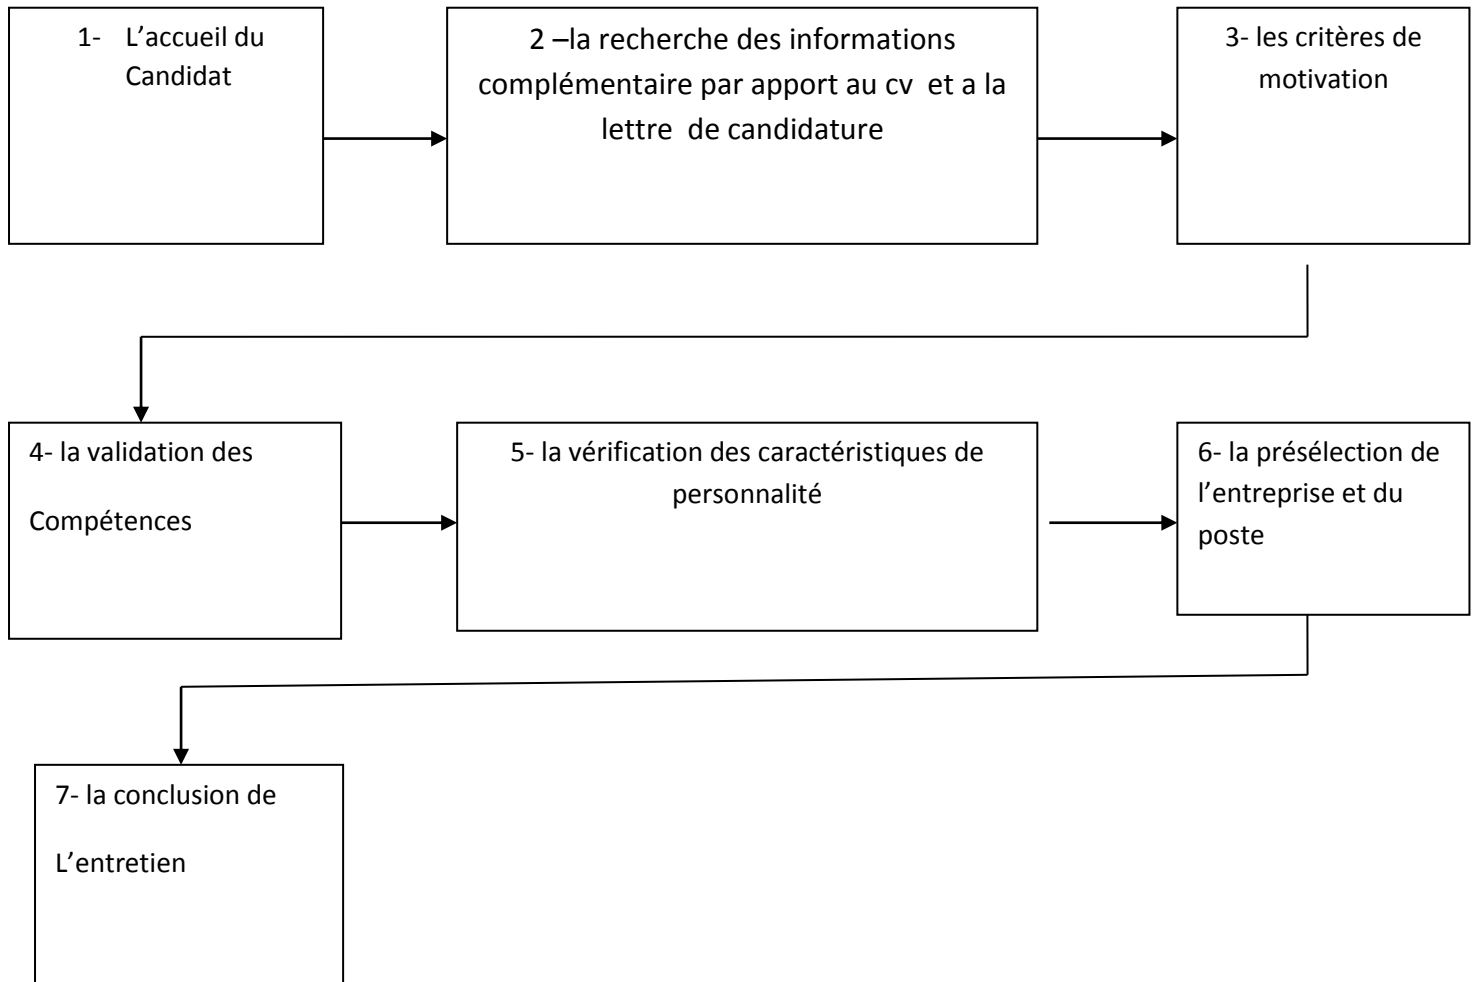 1- L’accueil du
Candidat
2 –la recherche des informations
complémentaire par apport au cv et a la
lettre de candidature
3- les critères de
motivation
4- la validation des
Compétences
5- la vérification des caractéristiques de
personnalité
6- la présélection de
l’entreprise et du
poste
7- la conclusion de
L’entretien